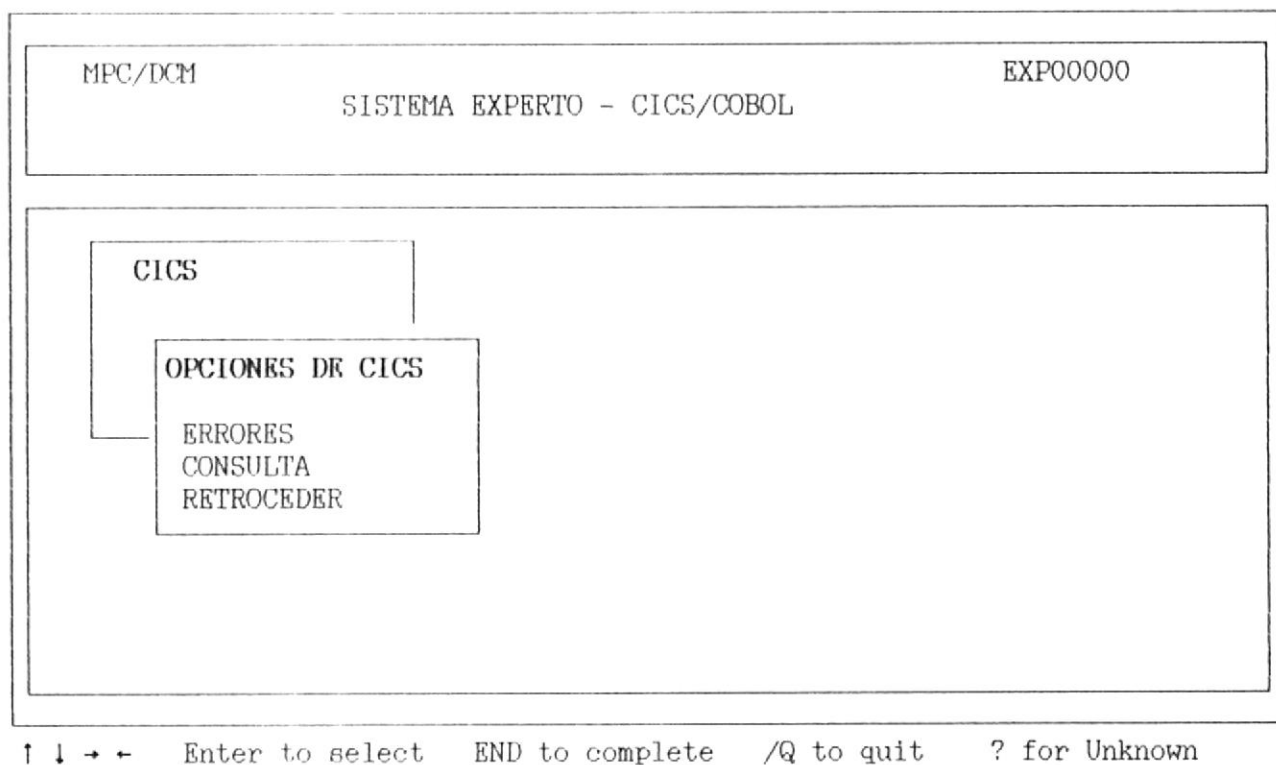 MPC/DCM EXP00000
SISTEMA EXPERTO - CICS/COBOL
CICS
OPCIONES DE CICS
ERRORES
CONSULTA
RETROCEDER
↑ ↓ → ← Enter to select END to complete /Q to quit ? for Unknown